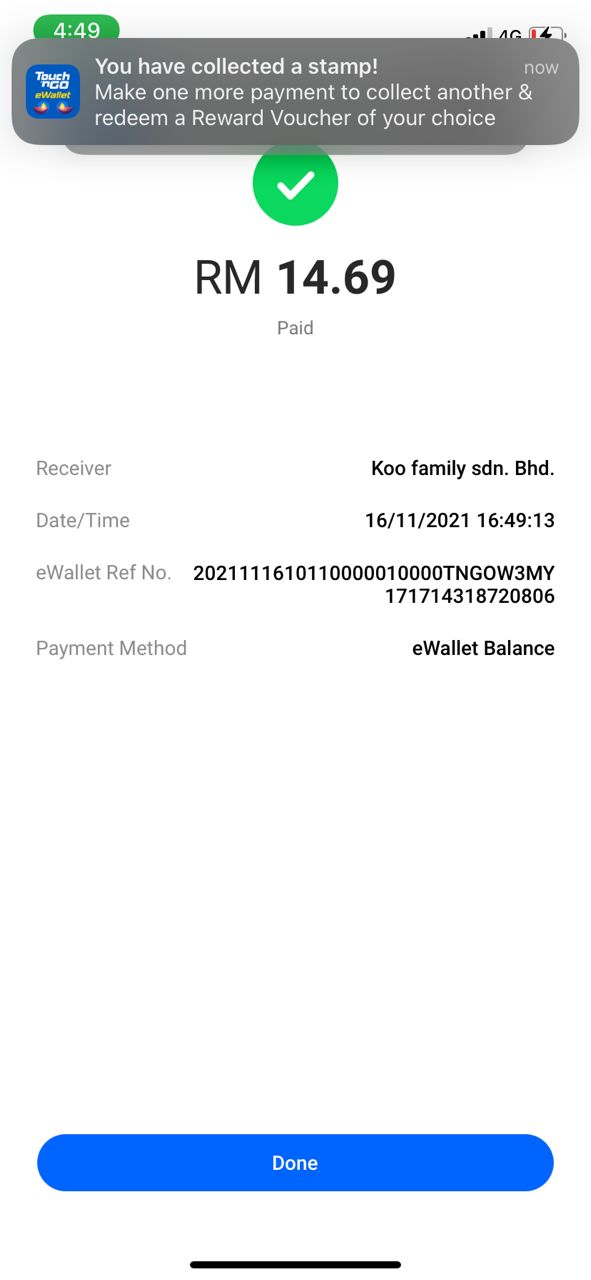 4:49
4G
You have collected a stamp!
now
Touch
'nGO
eWallet
Make one more payment to collect another &
redeem a Reward Voucher of your choice
RM 14.69
Paid
Receiver
Koo family sdn. Bhd.
Date/Time
16/11/2021 16:49:13
eWallet Ref No.
2021111610110000010000TNGOW3MY
171714318720806
Payment Method
eWallet Balance
Done